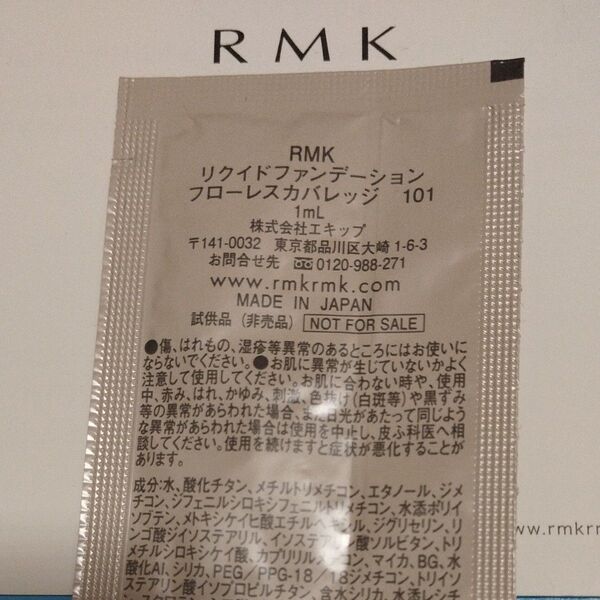 RMK
RMK
リクイドファンデーション
フローレスカバレッジ 101
1mL
株式会社エキップ
〒141-0032 東京都品川区大崎1-6-3
お問合せ先 0120-988-271
www.rmkrmk.com
MADE IN JAPAN
試供品（非売品） NOT FOR SALE
●傷、はれもの、湿疹等異常のあるところにはお使いに
ならないでください。●お肌に異常が生じていないかよく
注意して使用してください。お肌に合わない時や、使用
中、赤み、はれ、かゆみ、刺激、色抜け(白斑等)や黒ずみ
等の異常があらわれた場合、また日光があたって同じよう
な異常があらわれた場合は使用を中止し、皮ふ科医へ相
談してください。使用を続けますと症状が悪化することが
あります。
成分:水、酸化チタン、メチルトリメチコン、エタノール、ジメ
チコン、ジフェニルシロキシフェニルトリメチコン、水添ポリイ
ソブテン、メトキシケイヒ酸エチルヘキシル、ジグリセリン、リ
ンゴ酸ジイソステアリル、イソステアリン酸ソルビタン、トリ
メチルシロキシケイ酸、カプリリルメチコン、マイカ、BG、水
酸化Al、シリカ、PEG/PPG-18/18ジメチコン、トリイソ
ステアリン酸イソプロピルチタン、含水シリカ、水添レシチ
www.rmkr